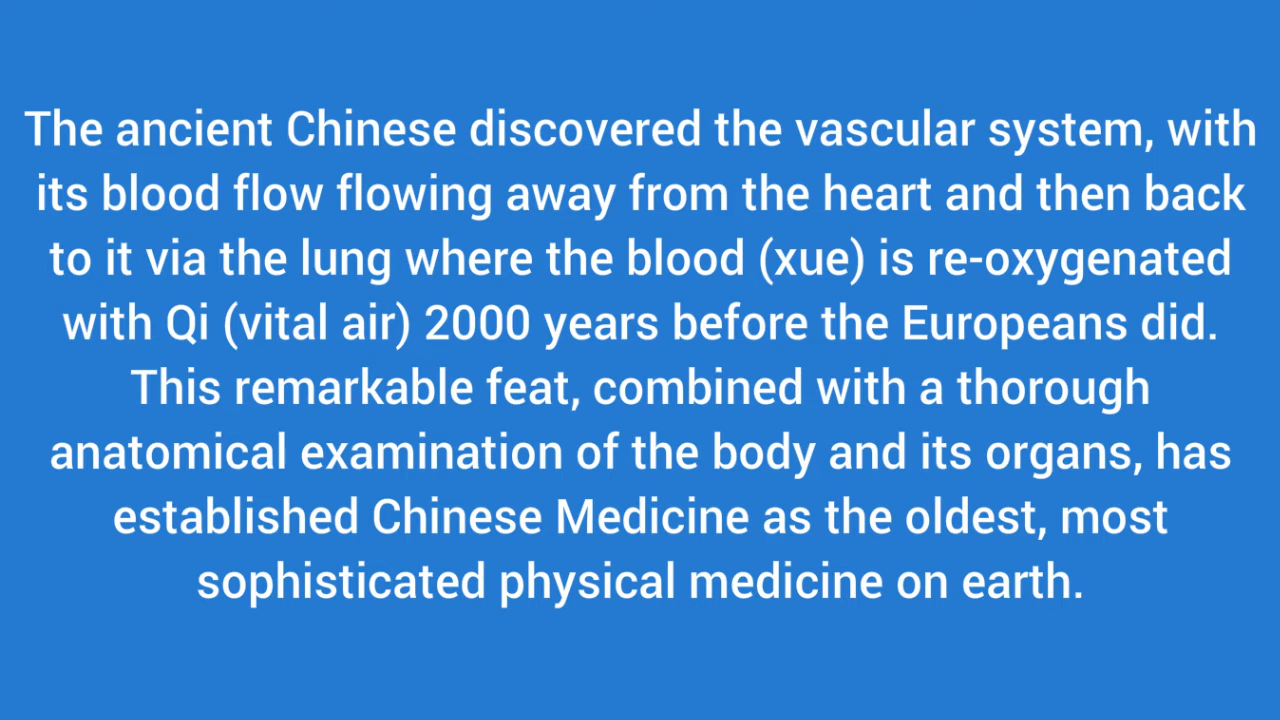 The ancient Chinese discovered the vascular system, with
its blood flow flowing away from the heart and then back
to it via the lung where the blood (xue) is re-oxygenated
with Qi (vital air) 2000 years before the Europeans did.
This remarkable feat, combined with a thorough
anatomical examination of the body and its organs, has
established Chinese Medicine as the oldest, most
sophisticated physical medicine on earth.